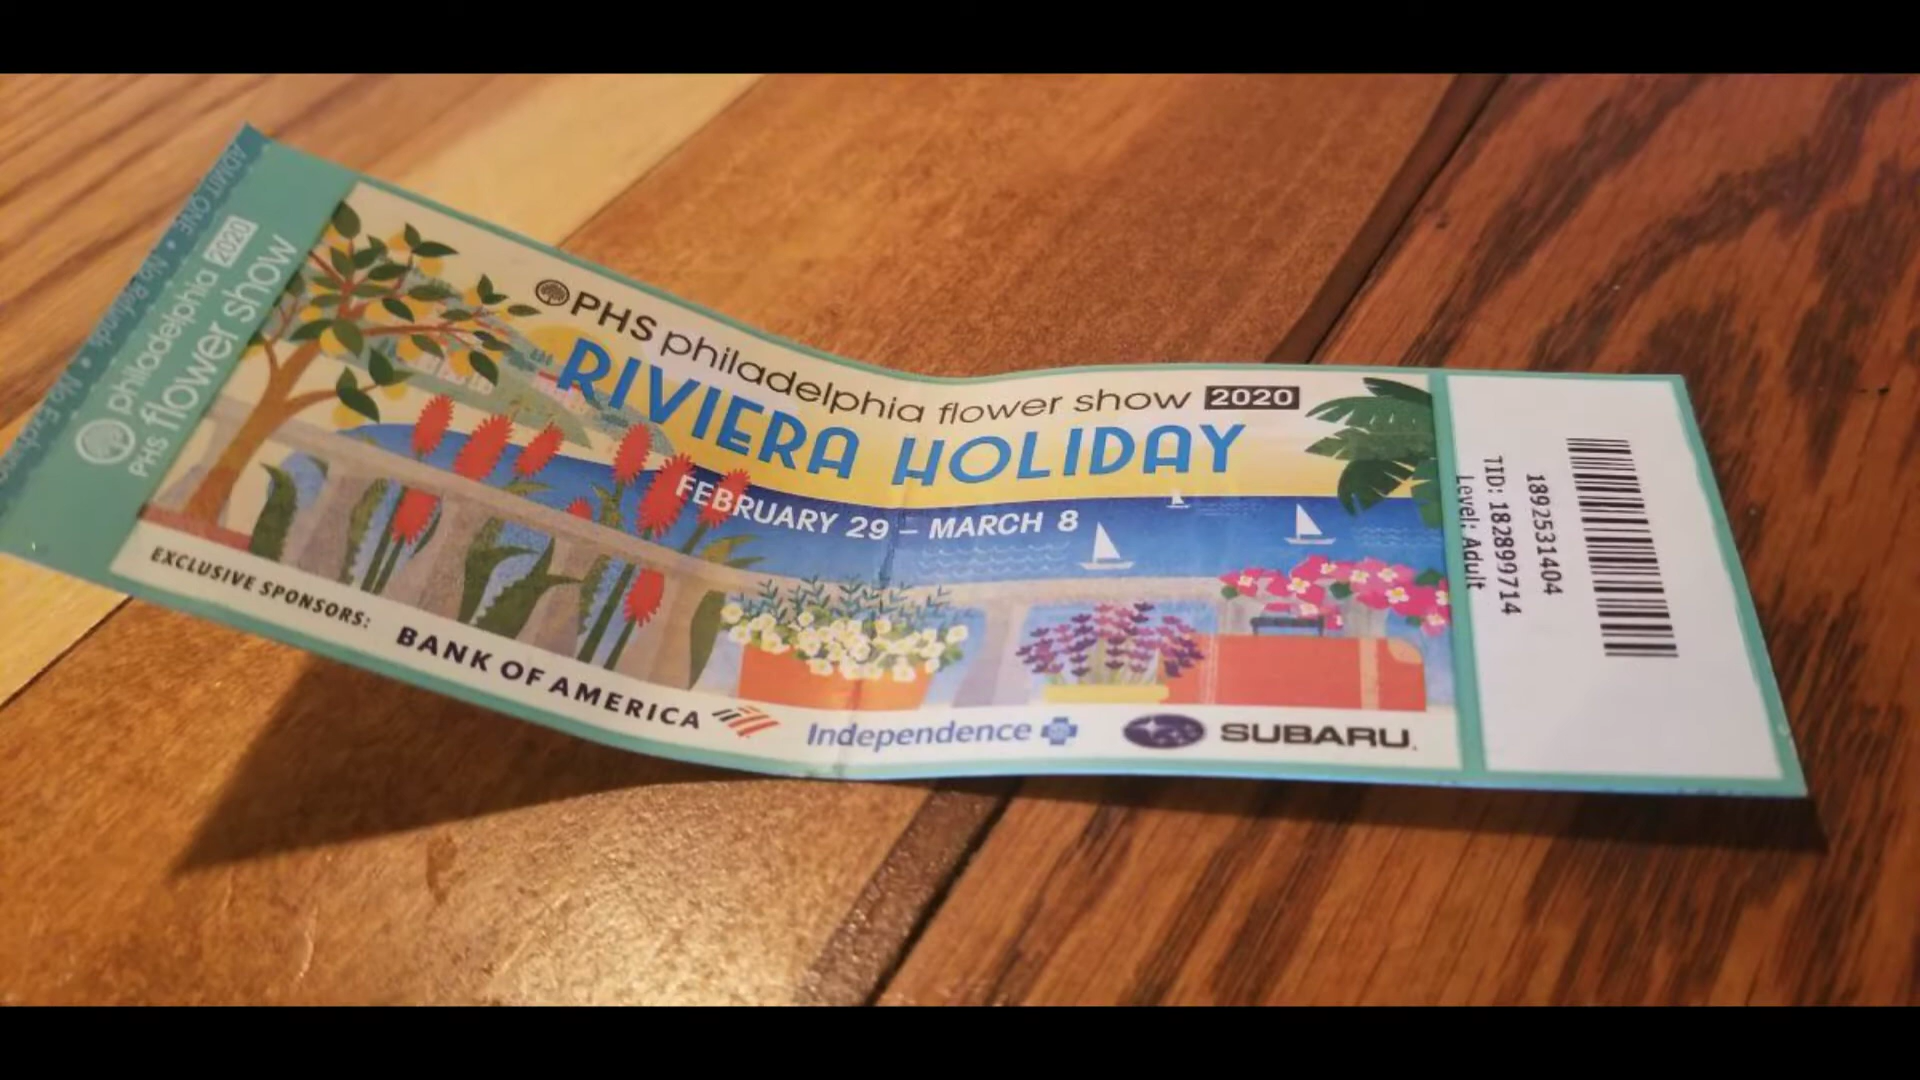 ADMIT ONE • No Refunds • No Exchanges
PHS philadelphia 2020
flower show
PHS philadelphia flower show 2020
RIVIERA HOLIDAY
FEBRUARY 29 – MARCH 8
EXCLUSIVE SPONSORS:
BANK OF AMERICA
Independence
SUBARU
1892531404
TID: 182899714
Level: Adult